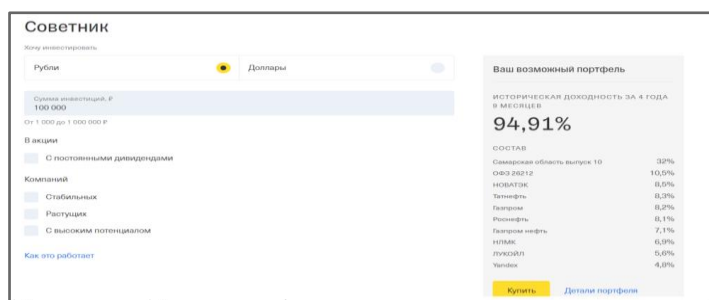 Советник
Хочу инвестировать
Рубли
Доллары
Сумма инвестиций, ₽
100 000
От 1 000 до 1 000 000 ₽
В акции
С постоянными дивидендами
Компаний
Стабильных
Растущих
С высоким потенциалом
Как это работает
Ваш возможный портфель
ИСТОРИЧЕСКАЯ ДОХОДНОСТЬ ЗА 4 ГОДА
9 МЕСЯЦЕВ
94,91%
СОСТАВ
Самарская область выпуск 10 32%
ОФЗ 26212 10,5%
НОВАТЭК 8,5%
Татнефть 8,3%
Газпром 8,2%
Роснефть 8,1%
Газпром нефть 7,1%
НЛМК 6,9%
ЛУКОЙЛ 5,6%
Yandex 4,8%
Купить Детали портфеля